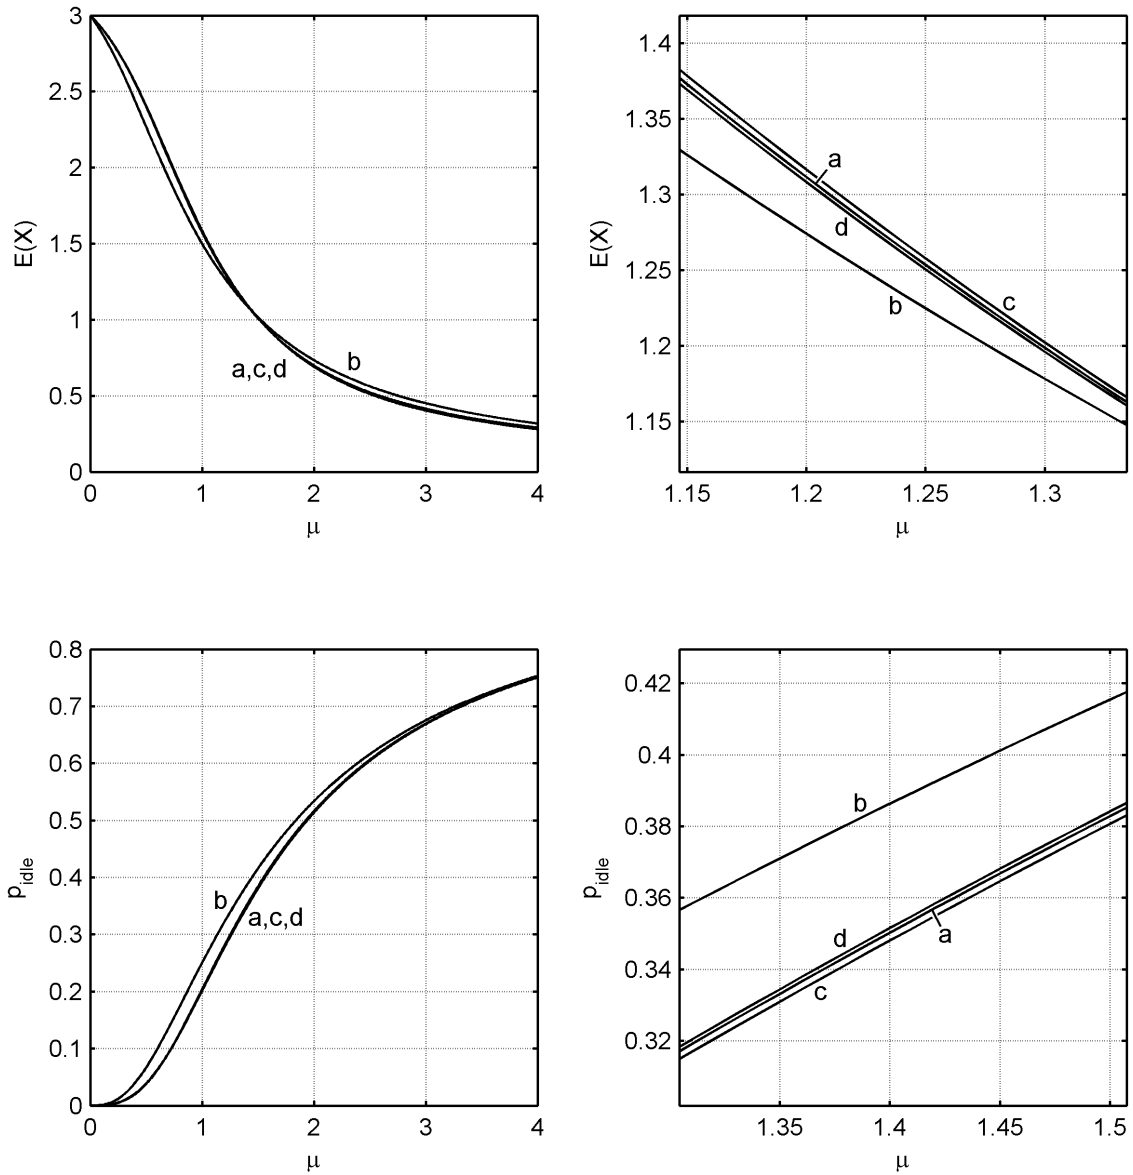 3
2.5
2
1.5
1
0.5
0
E(X)
b
a,c,d
0 1 2 3 4
μ
1.4
1.35
1.3
1.25
1.2
1.15
E(X)
a
d
c
b
1.15 1.2 1.25 1.3
μ
0.8
0.7
0.6
0.5
0.4
0.3
0.2
0.1
0
p_idle
b
a,c,d
0 1 2 3 4
μ
0.42
0.4
0.38
0.36
0.34
0.32
p_idle
b
d
a
c
1.35 1.4 1.45 1.5
μ